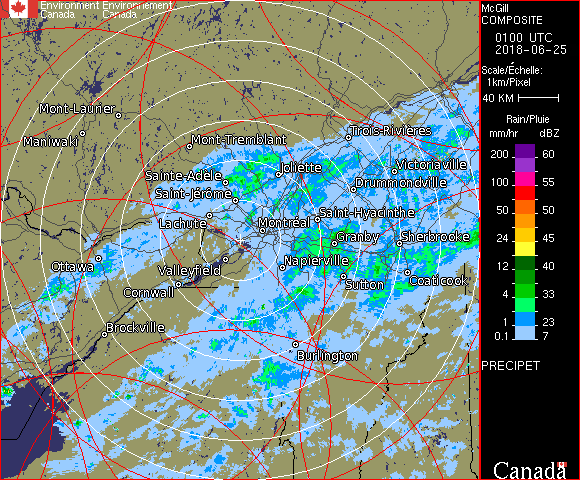 Environment Environnement
Canada Canada
McGill
COMPOSITE
0100 UTC
2018-06-25
Scale/Échelle:
1km/Pixel
40 KM
Rain/Pluie
mm/hr dBZ
200 60
100 55
50 50
24 45
12 40
4 33
1 28
0.1 23
7
PRECIPET
Canada
Mont-Laurier
Maniwaki
Mont-Tremblant
Trois-Rivières
Sainte-Adèle
Joliette
Victoriaville
Saint-Jérôme
Drummondville
Lachute
Montréal
Saint-Hyacinthe
Granby
Sherbrooke
Ottawa
Valleyfield
Napierville
Cornwall
Sutton
Coaticook
Brockville
Burlington